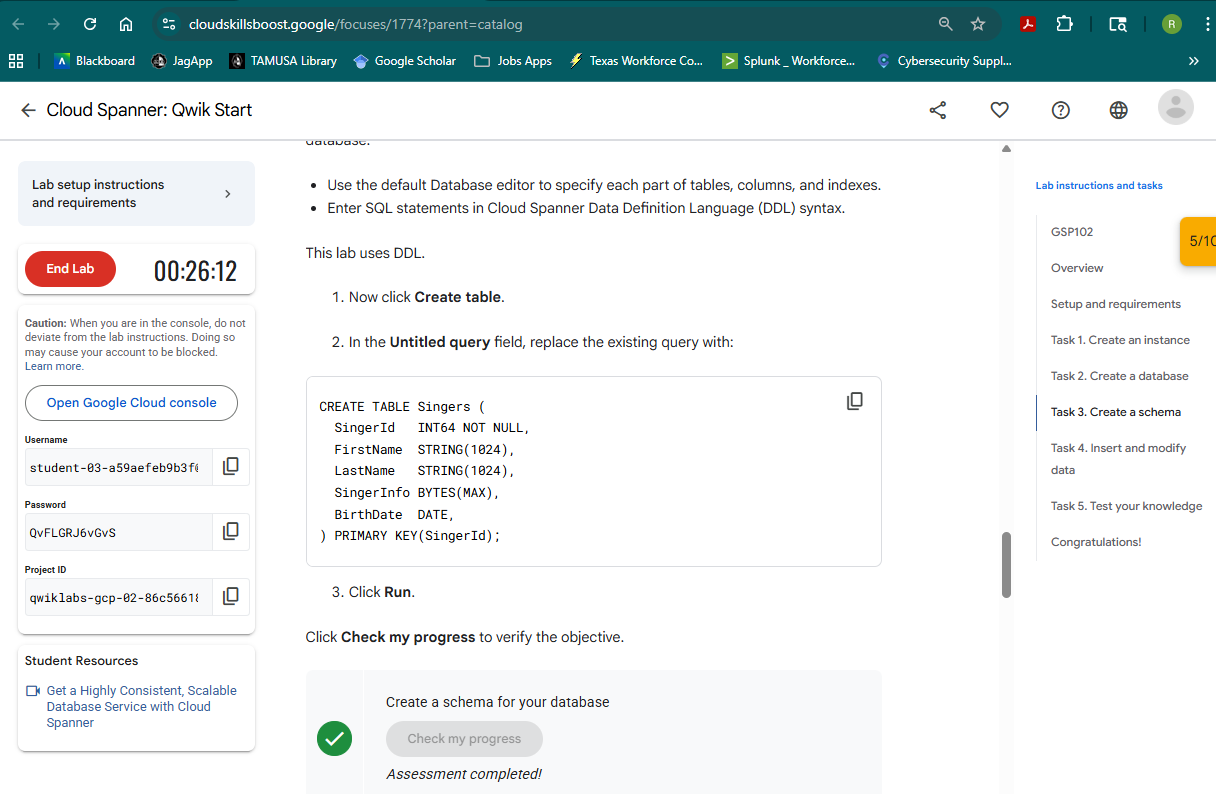 cloudskillsboost.google/focuses/1774?parent=catalog
R
Blackboard
JagApp
TAMUSA Library
Google Scholar
Jobs Apps
Texas Workforce Co...
Splunk _ Workforce...
Cybersecurity Suppl...
Cloud Spanner: Qwik Start
Lab setup instructions
and requirements
End Lab
00:26:12
Caution: When you are in the console, do not
deviate from the lab instructions. Doing so
may cause your account to be blocked.
Learn more.
Open Google Cloud console
Username
student-03-a59aefeb9b3f0
Password
QvFLGRJ6vGvS
Project ID
qwiklabs-gcp-02-86c56618
Student Resources
Get a Highly Consistent, Scalable
Database Service with Cloud
Spanner
database.
• Use the default Database editor to specify each part of tables, columns, and indexes.
• Enter SQL statements in Cloud Spanner Data Definition Language (DDL) syntax.
This lab uses DDL.
1. Now click Create table.
2. In the Untitled query field, replace the existing query with:
CREATE TABLE Singers (
  SingerId   INT64 NOT NULL,
  FirstName  STRING(1024),
  LastName   STRING(1024),
  SingerInfo BYTES(MAX),
  BirthDate  DATE,
) PRIMARY KEY(SingerId);
3. Click Run.
Click Check my progress to verify the objective.
Create a schema for your database
Check my progress
Assessment completed!
Lab instructions and tasks
GSP102
Overview
Setup and requirements
Task 1. Create an instance
Task 2. Create a database
Task 3. Create a schema
Task 4. Insert and modify
data
Task 5. Test your knowledge
Congratulations!
5/10